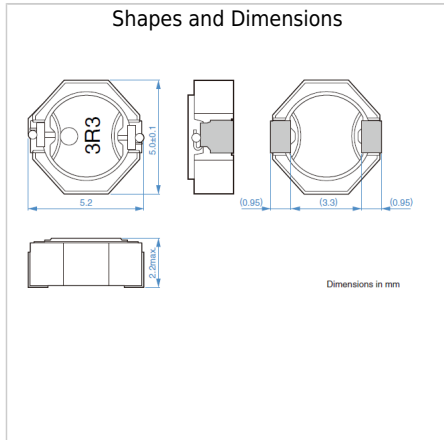 Shapes and Dimensions
3R3
5.0±0.1
5.2
(0.95)
(3.3)
(0.95)
2.2max.
Dimensions in mm